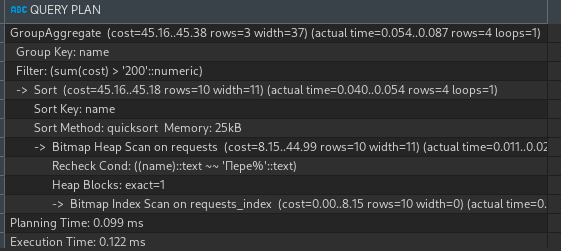 ABC QUERY PLAN
GroupAggregate (cost=45.16..45.38 rows=3 width=37) (actual time=0.054..0.087 rows=4 loops=1)
Group Key: name
Filter: (sum(cost) > '200'::numeric)
-> Sort (cost=45.16..45.18 rows=10 width=11) (actual time=0.040..0.054 rows=4 loops=1)
Sort Key: name
Sort Method: quicksort Memory: 25kB
-> Bitmap Heap Scan on requests (cost=8.15..44.99 rows=10 width=11) (actual time=0.011..0.02
Recheck Cond: ((name)::text ~~ 'Пере%'::text)
Heap Blocks: exact=1
-> Bitmap Index Scan on requests_index (cost=0.00..8.15 rows=10 width=0) (actual time=0.
Planning Time: 0.099 ms
Execution Time: 0.122 ms